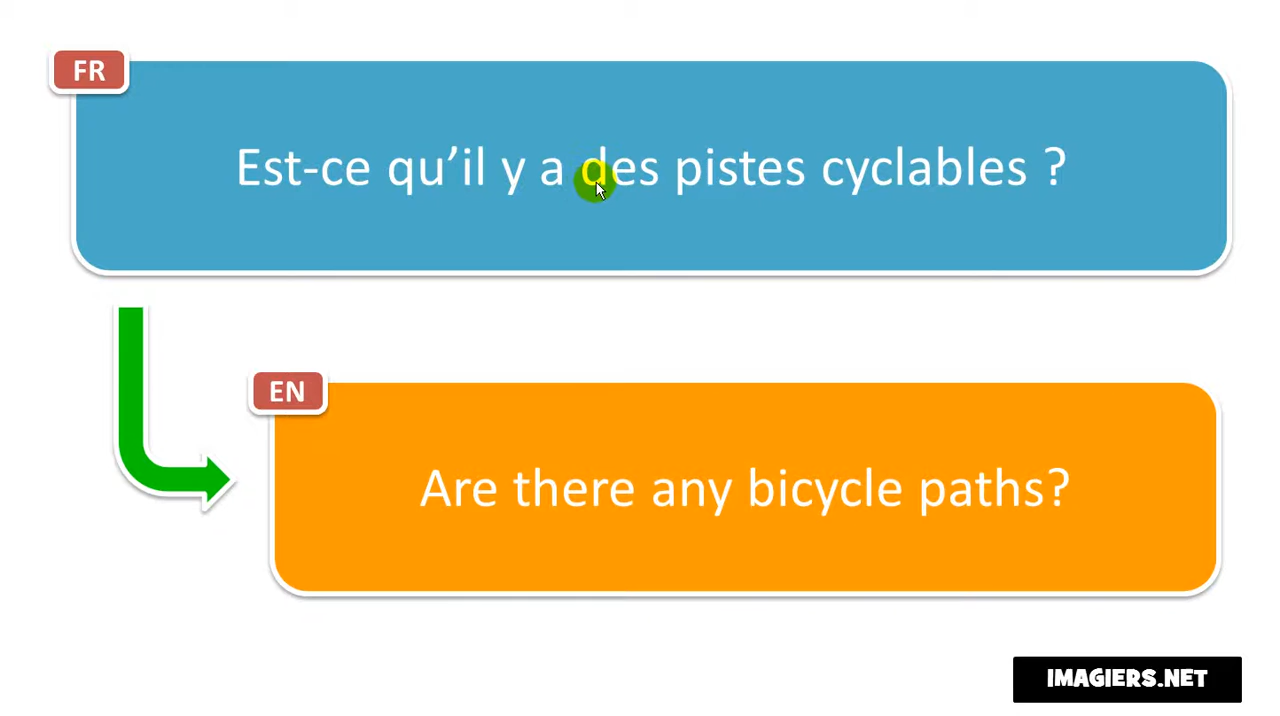 FR
Est-ce qu’il y a des pistes cyclables ?
EN
Are there any bicycle paths?
IMAGIERS.NET